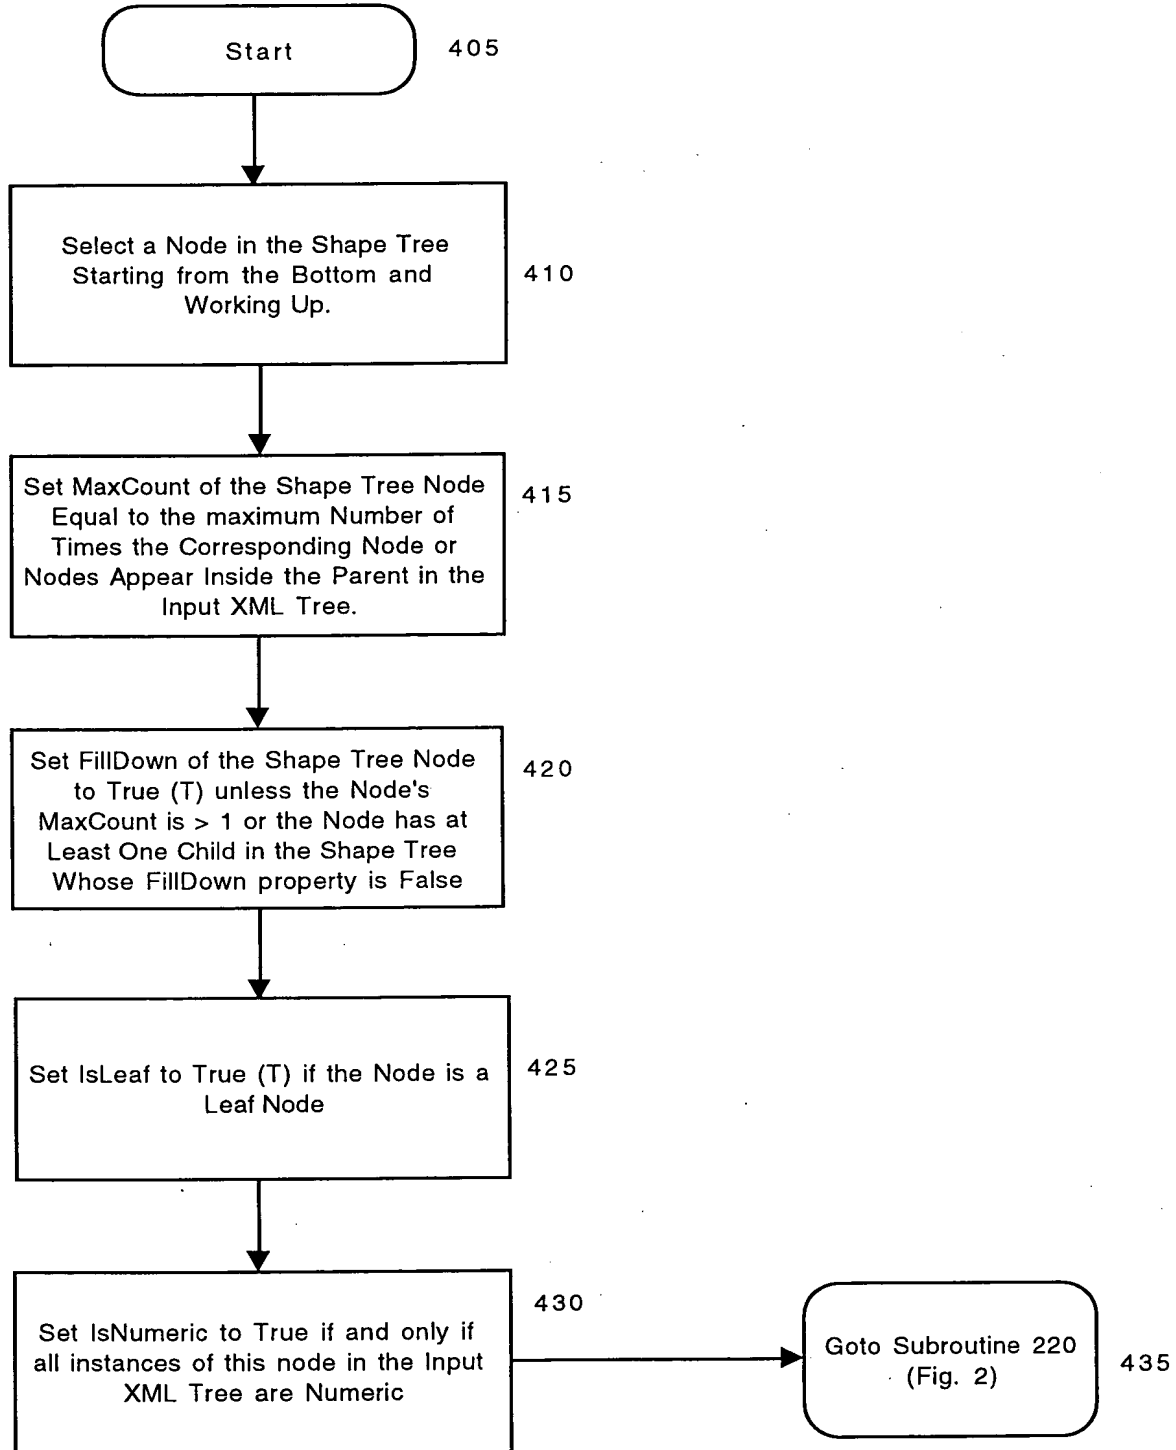 Start
405
Select a Node in the Shape Tree
Starting from the Bottom and
Working Up.
410
Set MaxCount of the Shape Tree Node
Equal to the maximum Number of
Times the Corresponding Node or
Nodes Appear Inside the Parent in the
Input XML Tree.
415
Set FillDown of the Shape Tree Node
to True (T) unless the Node's
MaxCount is > 1 or the Node has at
Least One Child in the Shape Tree
Whose FillDown property is False
420
Set IsLeaf to True (T) if the Node is a
Leaf Node
425
Set IsNumeric to True if and only if
all instances of this node in the Input
XML Tree are Numeric
430
Goto Subroutine 220
(Fig. 2)
435